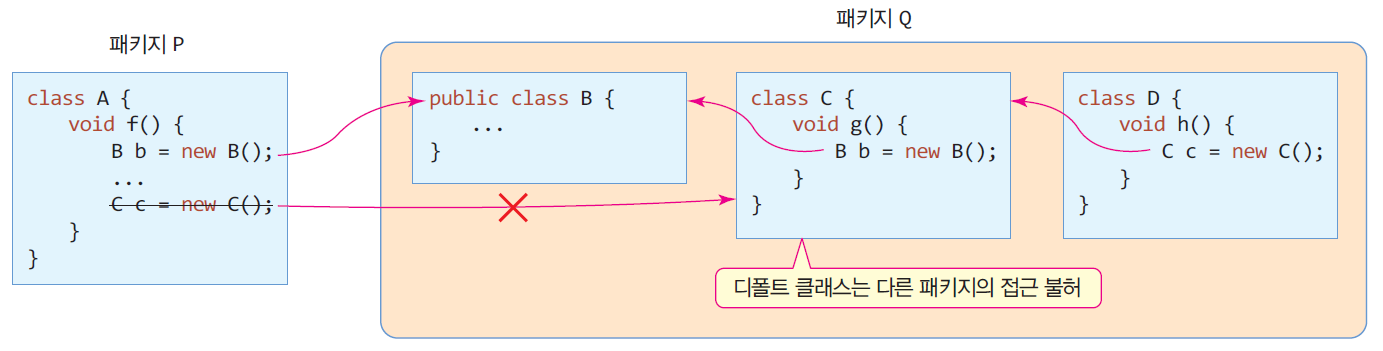 패키지 Q
패키지 P
class A {
void f() {
B b = new B();
...
C c = new C();
}
}
public class B {
...
}
class C {
void g() {
B b = new B();
}
}
class D {
void h() {
C c = new C();
}
}
디폴트 클래스는 다른 패키지의 접근 불허